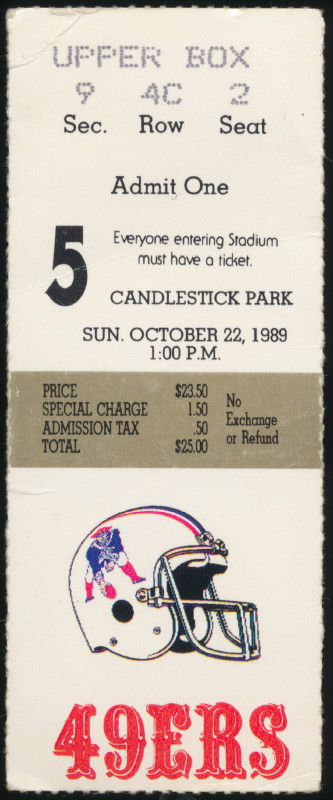 UPPER BOX
9 4C 2
Sec. Row Seat
Admit One
5
Everyone entering Stadium
must have a ticket.
CANDLESTICK PARK
SUN. OCTOBER 22, 1989
1:00 P.M.
PRICE $23.50
SPECIAL CHARGE 1.50
ADMISSION TAX .50
TOTAL $25.00
No
Exchange
or Refund
49ERS